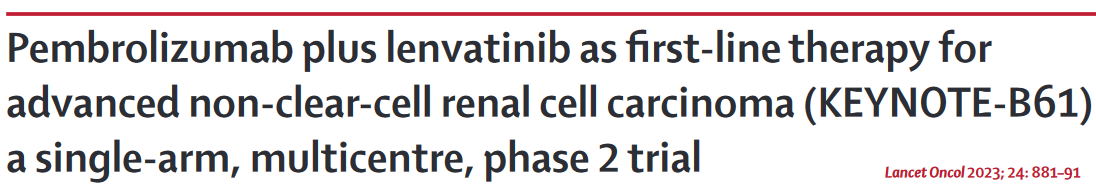 Pembrolizumab plus lenvatinib as first-line therapy for
advanced non-clear-cell renal cell carcinoma (KEYNOTE-B61)
a single-arm, multicentre, phase 2 trial
Lancet Oncol 2023; 24: 881–91